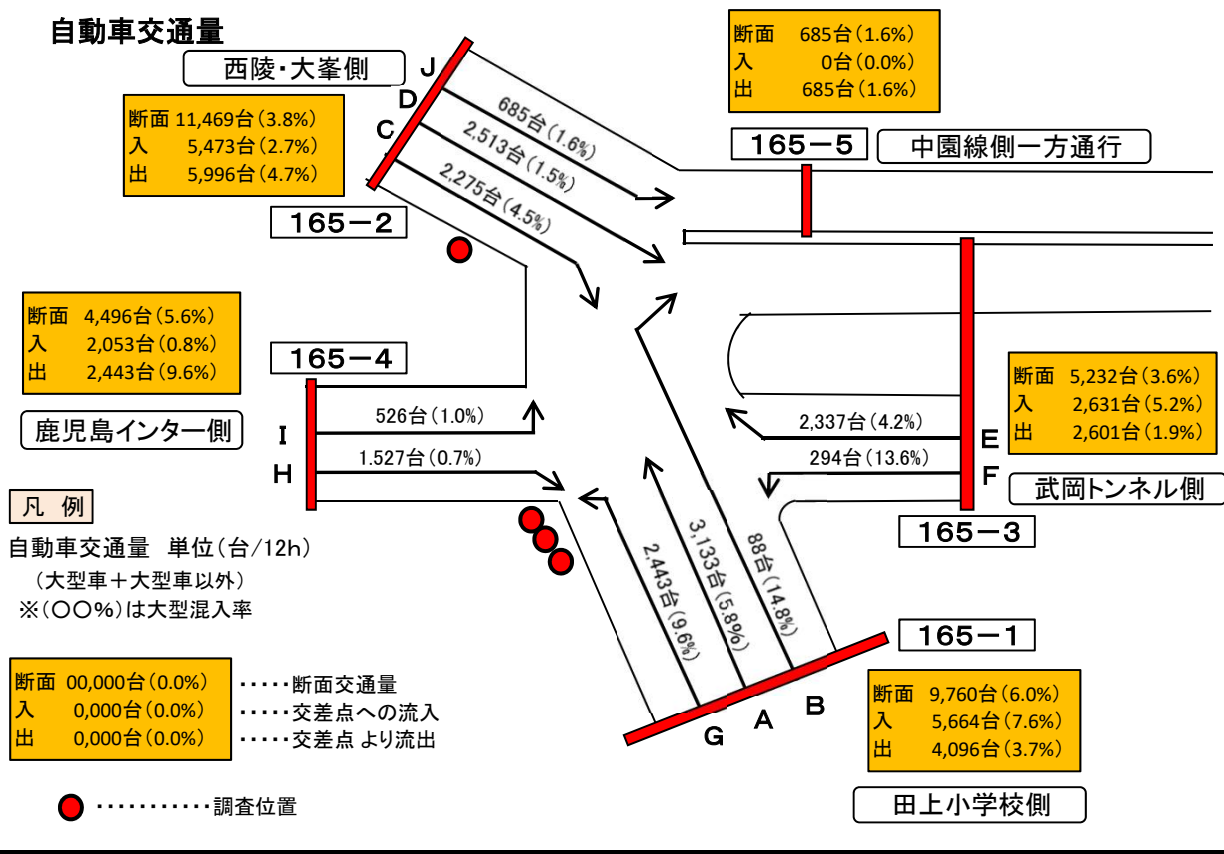 自動車交通量
西陵・大峯側
断面 11,469台(3.8%)
入 5,473台(2.7%)
出 5,996台(4.7%)
165-2
J
D
C
685台(1.6%)
2,513台(1.5%)
2,275台(4.5%)
断面 685台(1.6%)
入 0台(0.0%)
出 685台(1.6%)
165-5
中園線側一方通行
断面 4,496台(5.6%)
入 2,053台(0.8%)
出 2,443台(9.6%)
鹿児島インター側
165-4
I
H
526台(1.0%)
1.527台(0.7%)
断面 5,232台(3.6%)
入 2,631台(5.2%)
出 2,601台(1.9%)
武岡トンネル側
165-3
2,337台(4.2%)
294台(13.6%)
E
F
2,443台(9.6%)
3,133台(5.8%)
88台(14.8%)
G
A
B
165-1
断面 9,760台(6.0%)
入 5,664台(7.6%)
出 4,096台(3.7%)
田上小学校側
凡 例
自動車交通量 単位(台/12h)
(大型車+大型車以外)
※(〇〇%)は大型混入率
断面 00,000台(0.0%) ‥‥‥断面交通量
入 0,000台(0.0%) ‥‥‥交差点への流入
出 0,000台(0.0%) ‥‥‥交差点 より流出
‥‥‥‥‥‥調査位置